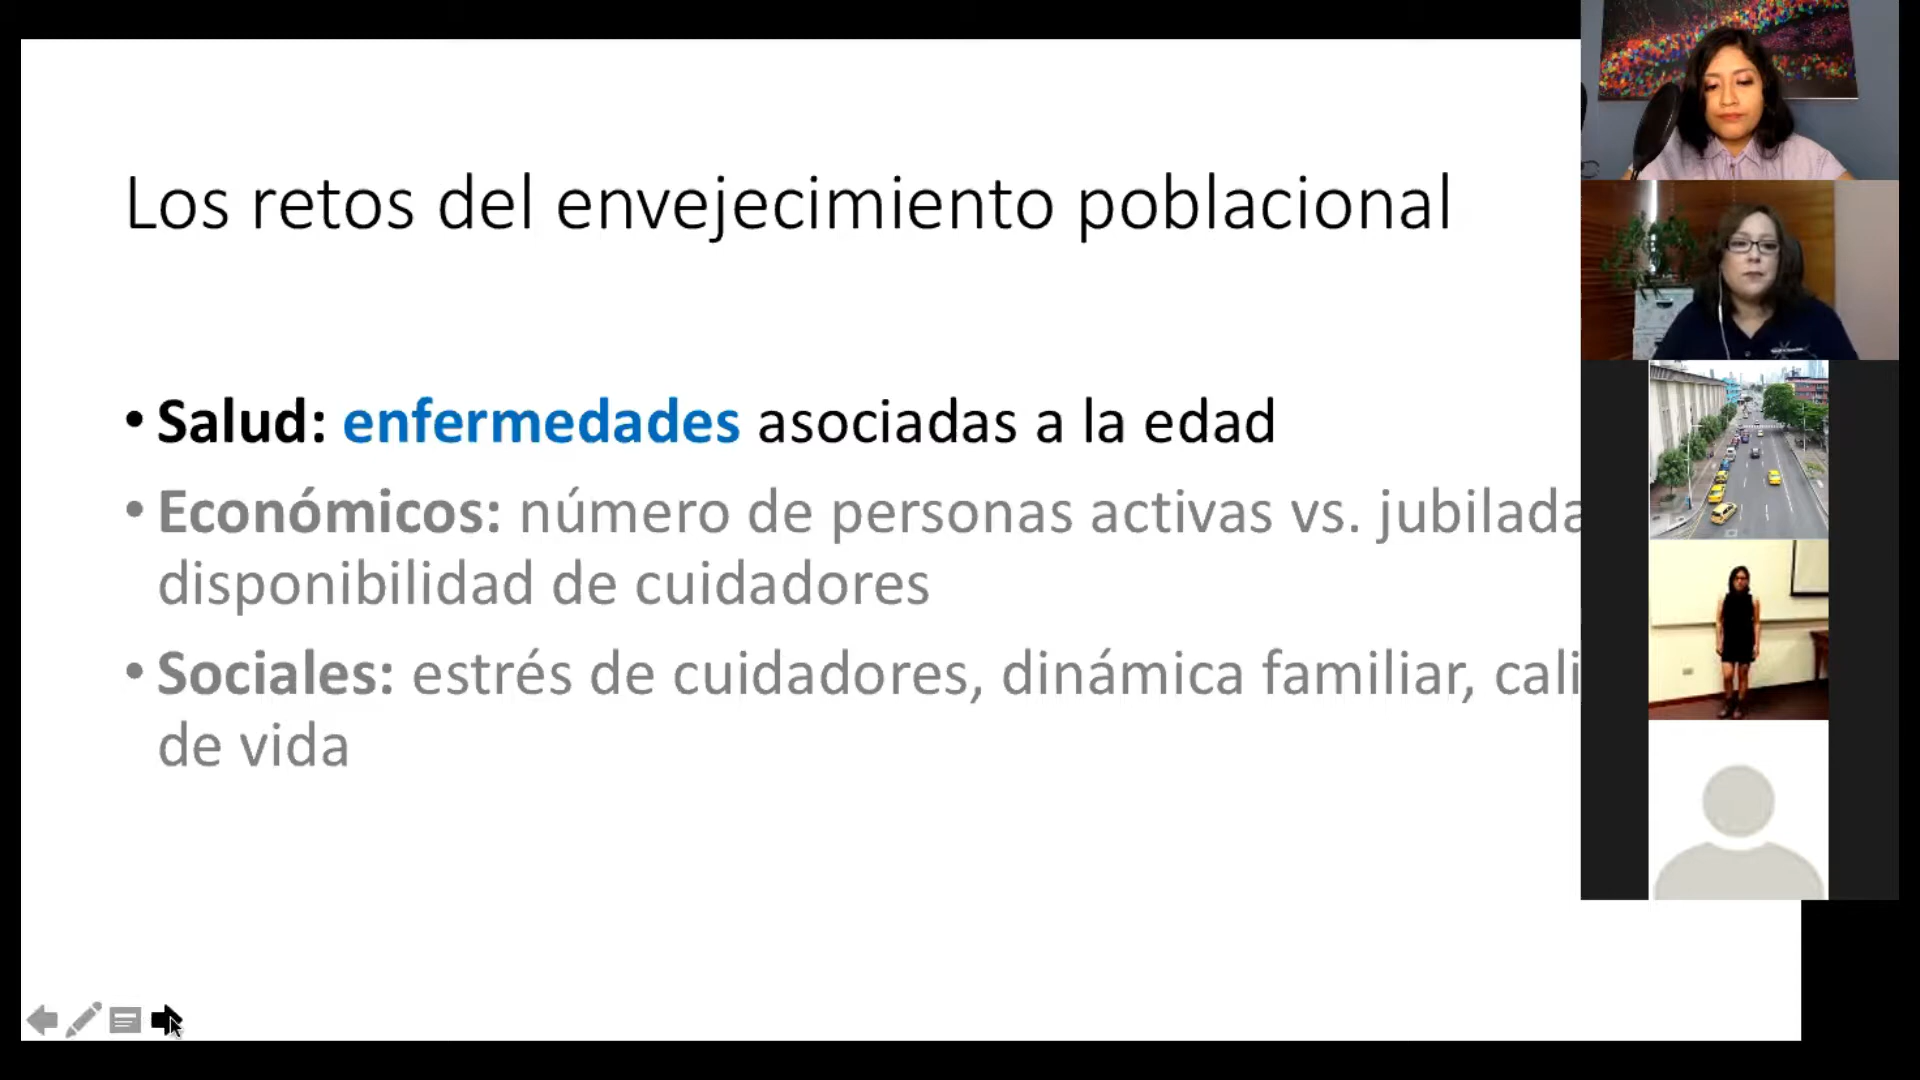 Los retos del envejecimiento poblacional
• Salud: enfermedades asociadas a la edad
• Económicos: número de personas activas vs. jubilada
disponibilidad de cuidadores
• Sociales: estrés de cuidadores, dinámica familiar, cali
de vida